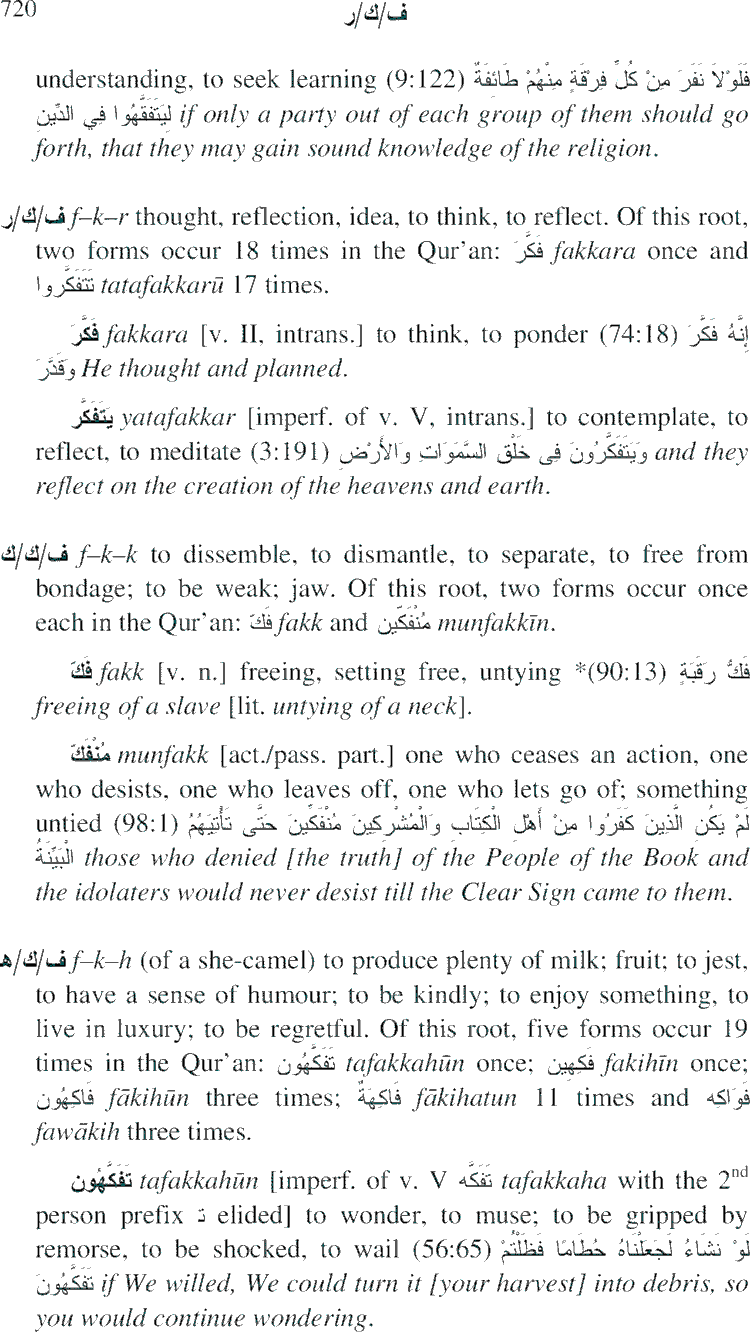 720
ف/ك/ر
understanding, to seek learning (9:122) فَلَوْلاَ نَفَرَ مِنْ كُلِّ فِرْقَةٍ مِنْهُمْ طَائِفَةٌ
لِيَتَفَقَّهُوا فِي الدِّينِ if only a party out of each group of them should go
forth, that they may gain sound knowledge of the religion.
ف/ك/ر f–k–r thought, reflection, idea, to think, to reflect. Of this root,
two forms occur 18 times in the Qur’an: فَكَّرَ fakkara once and
تَتَفَكَّروا tatafakkarū 17 times.
فَكَّرَ fakkara [v. II, intrans.] to think, to ponder (74:18) إِنَّهُ فَكَّرَ
وَقَدَّرَ He thought and planned.
يَتَفَكَّر yatafakkar [imperf. of v. V, intrans.] to contemplate, to
reflect, to meditate (3:191) وَيَتَفَكَّرُونَ فِى خَلْقِ السَّمَوَاتِ وَالأَرْضِ and they
reflect on the creation of the heavens and earth.
ف/ك/ك f–k–k to dissemble, to dismantle, to separate, to free from
bondage; to be weak; jaw. Of this root, two forms occur once
each in the Qur’an: فَكّ fakk and مُنْفَكِّين munfakkīn.
فَكّ fakk [v. n.] freeing, setting free, untying *(90:13) فَكُّ رَقَبَةٍ
freeing of a slave [lit. untying of a neck].
مُنْفَكّ munfakk [act./pass. part.] one who ceases an action, one
who desists, one who leaves off, one who lets go of; something
untied (98:1) لَمْ يَكُنِ الَّذِينَ كَفَرُوا مِنْ أَهْلِ الْكِتَابِ وَالْمُشْرِكِينَ مُنْفَكِّينَ حَتَّى تَأْتِيَهُمُ
الْبَيِّنَةُ those who denied [the truth] of the People of the Book and
the idolaters would never desist till the Clear Sign came to them.
ف/ك/هـ f–k–h (of a she-camel) to produce plenty of milk; fruit; to jest,
to have a sense of humour; to be kindly; to enjoy something, to
live in luxury; to be regretful. Of this root, five forms occur 19
times in the Qur’an: تَفَكَّهُون tafakkahūn once; فَكِهِين fakihīn once;
فَاكِهُون fākihūn three times; فَاكِهَةٌ fākihatun 11 times and فَوَاكِه
fawākih three times.
تَفَكَّهُون tafakkahūn [imperf. of v. V تَفَكَّه tafakkaha with the 2nd
person prefix تَ elided] to wonder, to muse; to be gripped by
remorse, to be shocked, to wail (56:65) لَوْ نَشَاءُ لَجَعَلْنَاهُ حُطَامًا فَظَلْتُمْ
تَفَكَّهُونَ if We willed, We could turn it [your harvest] into debris, so
you would continue wondering.